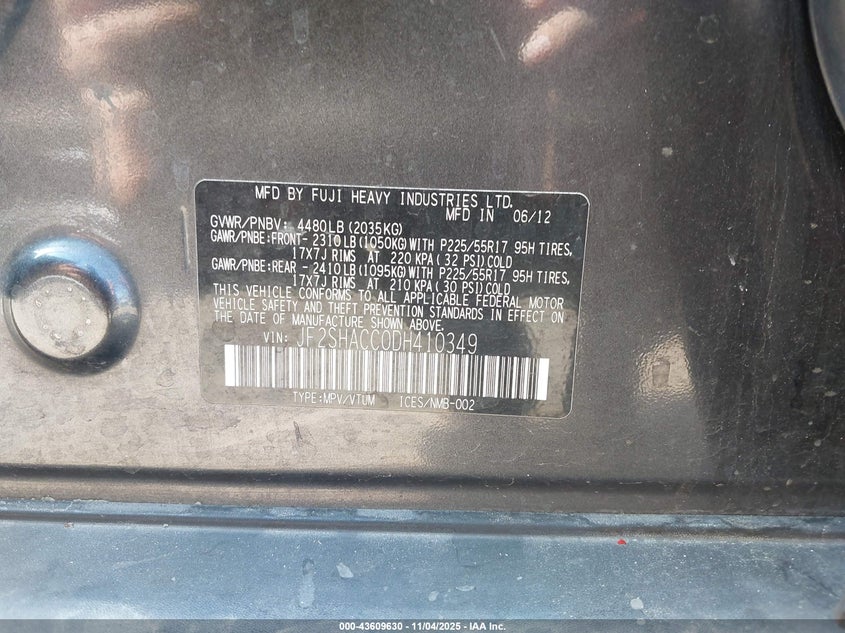 MFD BY FUJI HEAVY INDUSTRIES LTD.
MFD IN 06/12
GVWR/PNBV: 4480LB(2035KG)
GAWR/PNBE:FRONT- 2310LB(1050KG)WITH P225/55R17 95H TIRES,
17X7J RIMS AT 220 KPA(32 PSI)COLD
GAWR/PNBE:REAR - 2410LB(1095KG)WITH P225/55R17 95H TIRES,
17X7J RIMS AT 210 KPA(30 PSI)COLD
THIS VEHICLE CONFORMS TO ALL APPLICABLE FEDERAL MOTOR
VEHICLE SAFETY AND THEFT PREVENTION STANDARDS IN EFFECT ON
THE DATE OF MANUFACTURE SHOWN ABOVE.
VIN: JF2SHACC0DH410349
TYPE:MPV/VTUM ICES/NMB-002
000-43609630 - 11/04/2025 - IAA Inc.